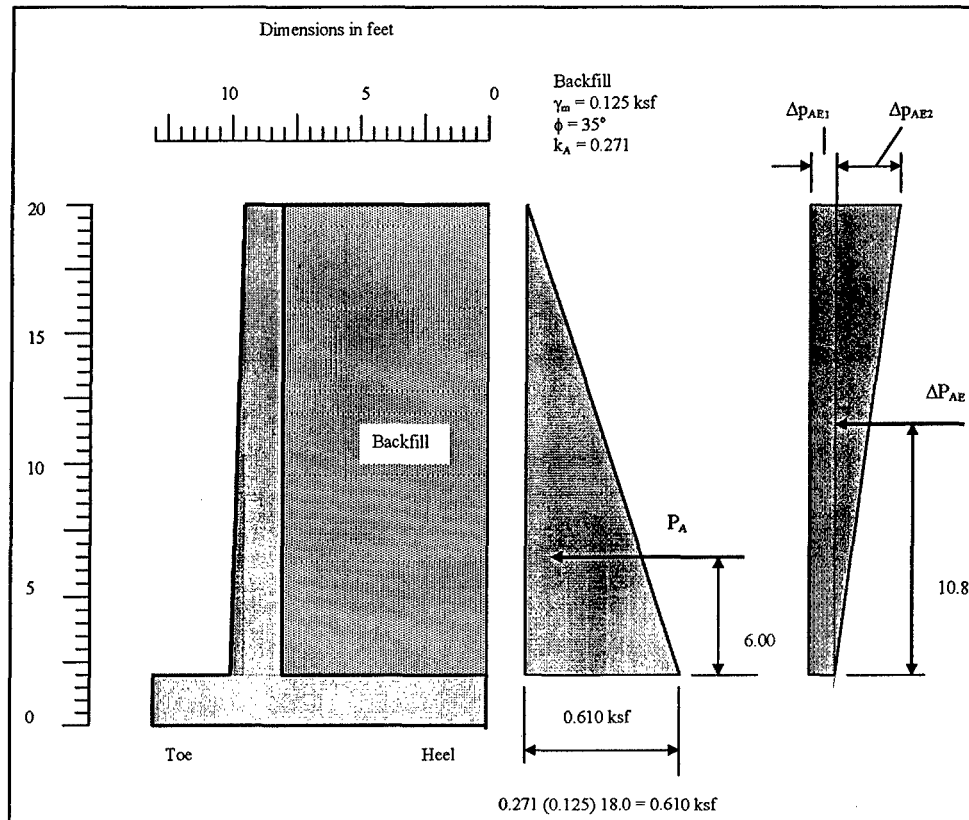 Dimensions in feet
10
5
0
Backfill
γm = 0.125 ksf
ϕ = 35°
kA = 0.271
ΔpAE1
ΔpAE2
20
15
10
5
0
Backfill
PA
6.00
ΔPAE
10.8
0.610 ksf
Toe
Heel
0.271 (0.125) 18.0 = 0.610 ksf